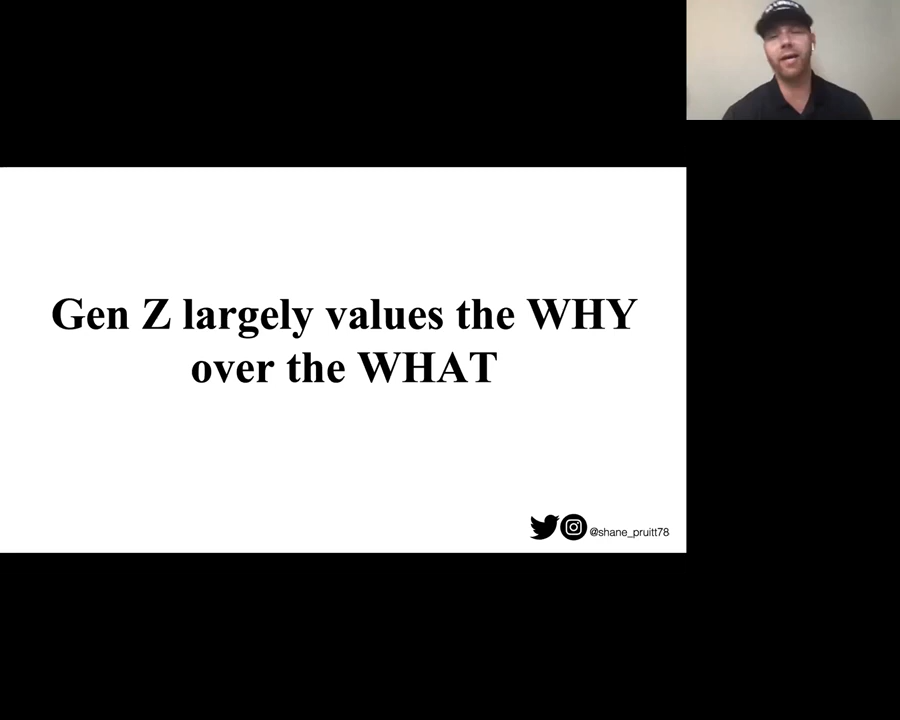 Gen Z largely values the WHY
over the WHAT
@shane_pruitt78